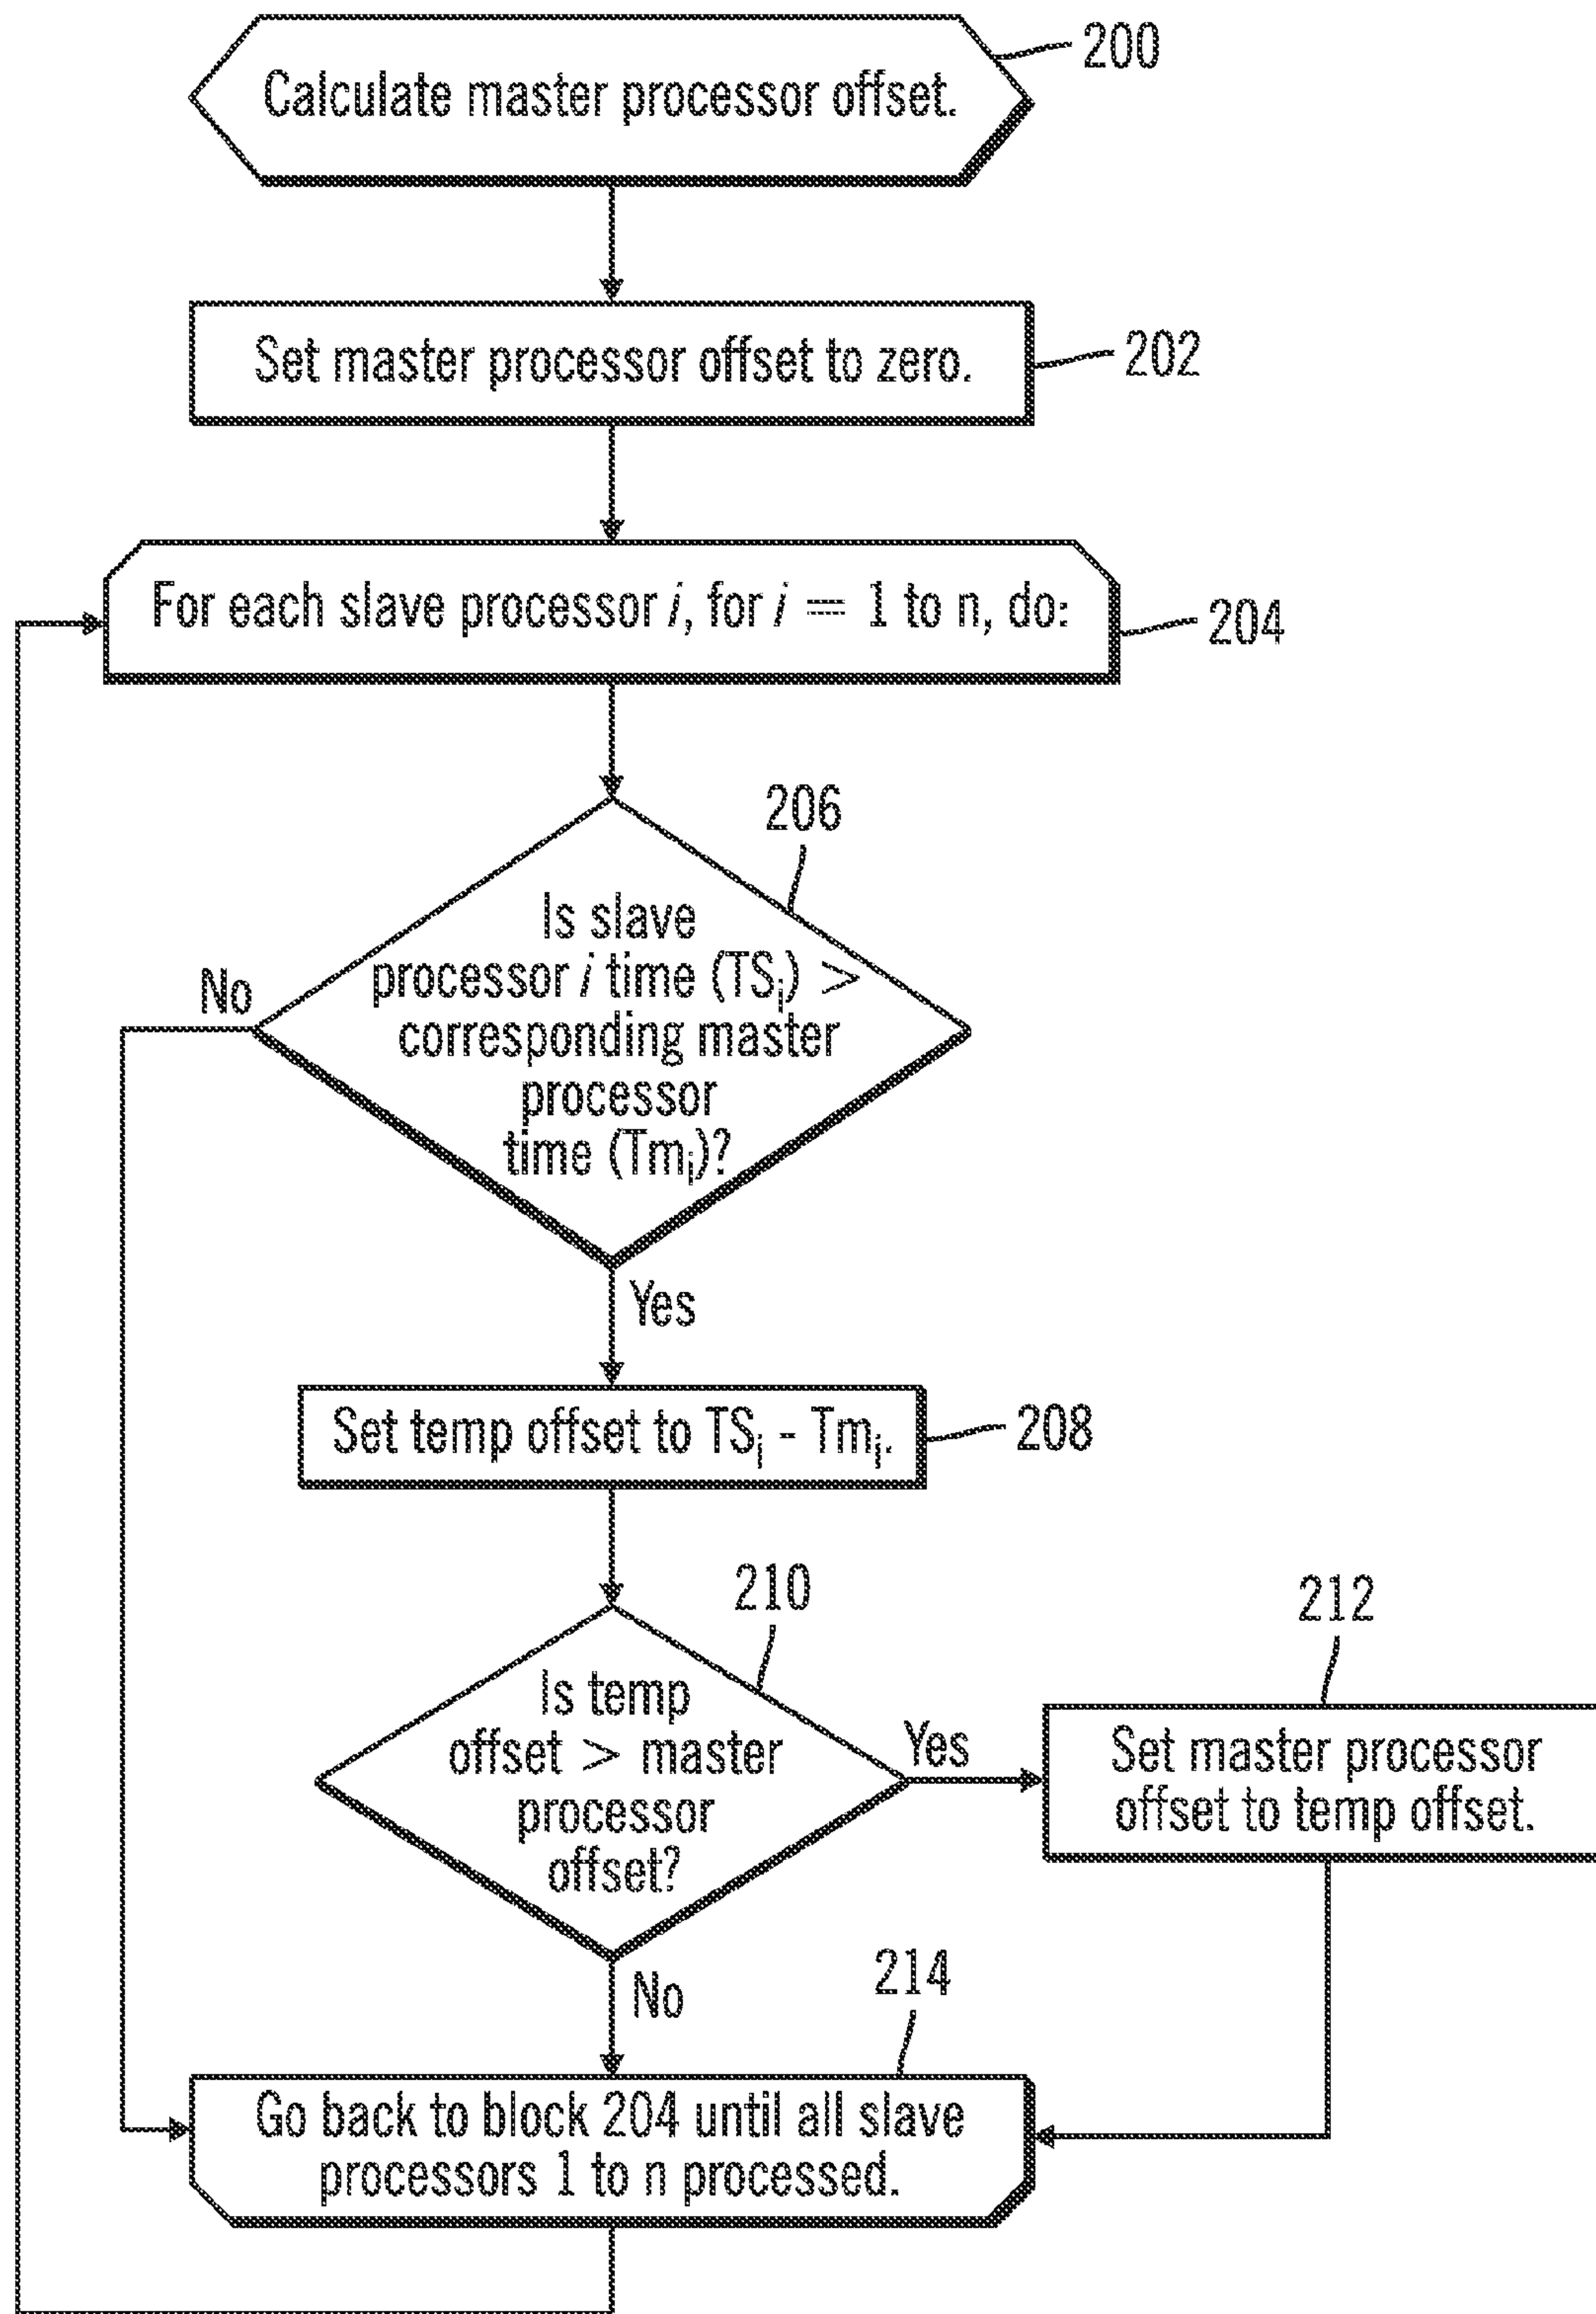 Calculate master processor offset.
200
Set master processor offset to zero.
202
For each slave processor i, for i = 1 to n, do:
204
206
Is slave
processor i time (TSi) >
corresponding master
processor
time (Tmi)?
No
Yes
Set temp offset to TSi - Tmi.
208
210
Is temp
offset > master
processor
offset?
Yes
212
Set master processor
offset to temp offset.
No
214
Go back to block 204 until all slave
processors 1 to n processed.